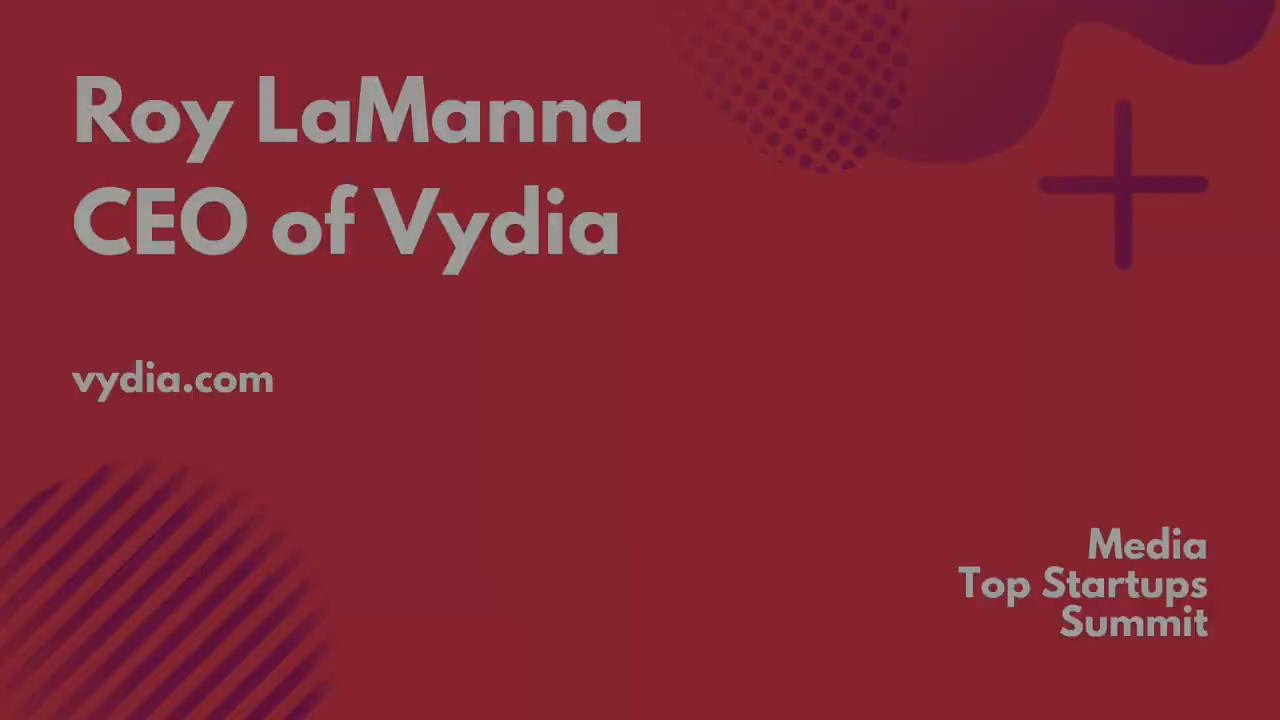 Roy LaManna
CEO of Vydia
vydia.com
Media
Top Startups
Summit